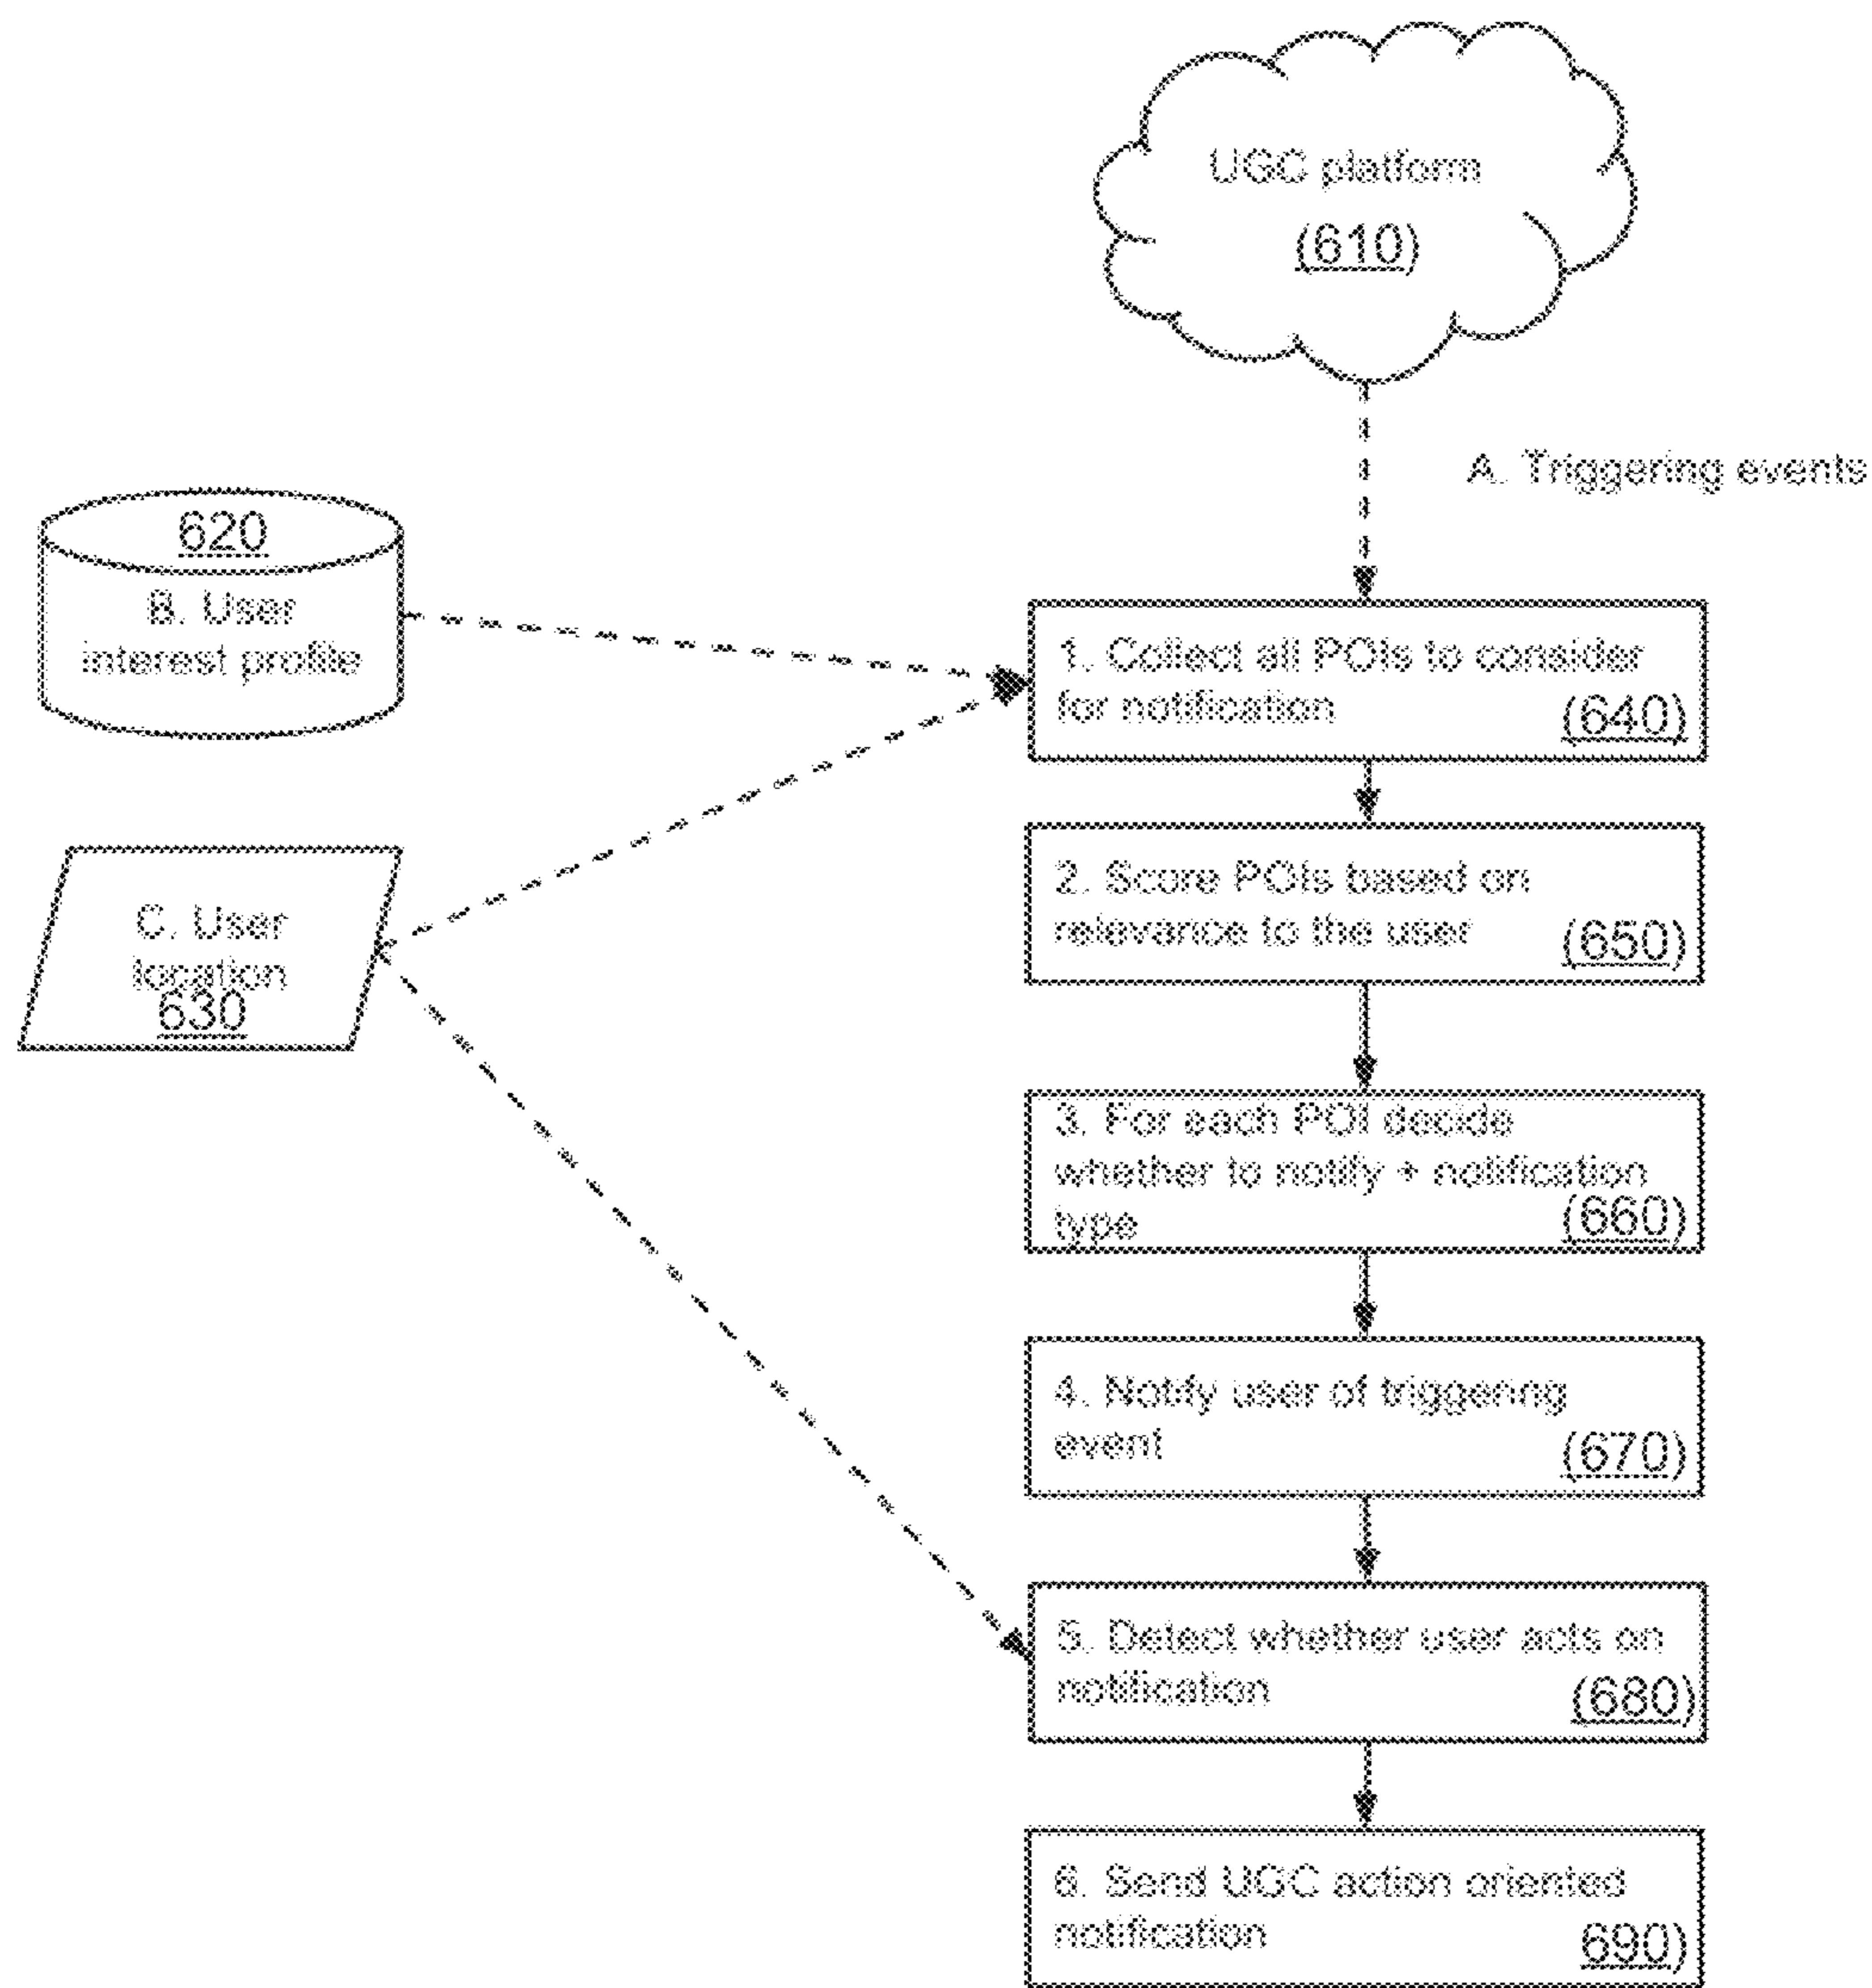 UGC platform
(610)
A. Triggering events
620
B. User
interest profile
C. User
location
630
1. Collect all POIs to consider
for notification
(640)
2. Score POIs based on
relevance to the user
(650)
3. For each POI decide
whether to notify + notification
type
(660)
4. Notify user of triggering
event
(670)
5. Detect whether user acts on
notification
(680)
6. Send UGC action oriented
notification
690)